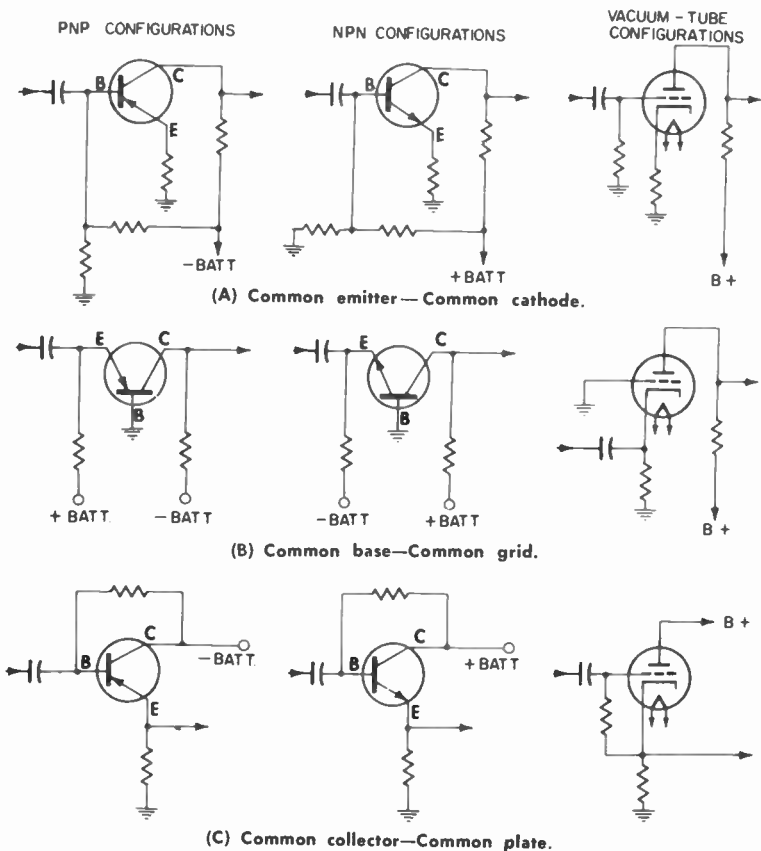 PNP CONFIGURATIONS
NPN CONFIGURATIONS
VACUUM - TUBE
CONFIGURATIONS
B
C
E
-BATT
B
C
E
+BATT
B +
(A) Common emitter — Common cathode.
E
C
B
+ BATT.
-BATT
E
C
B
-BATT
+BATT
B +
(B) Common base—Common grid.
B
C
E
-BATT.
B
C
E
+BATT
B +
(C) Common collector—Common plate.